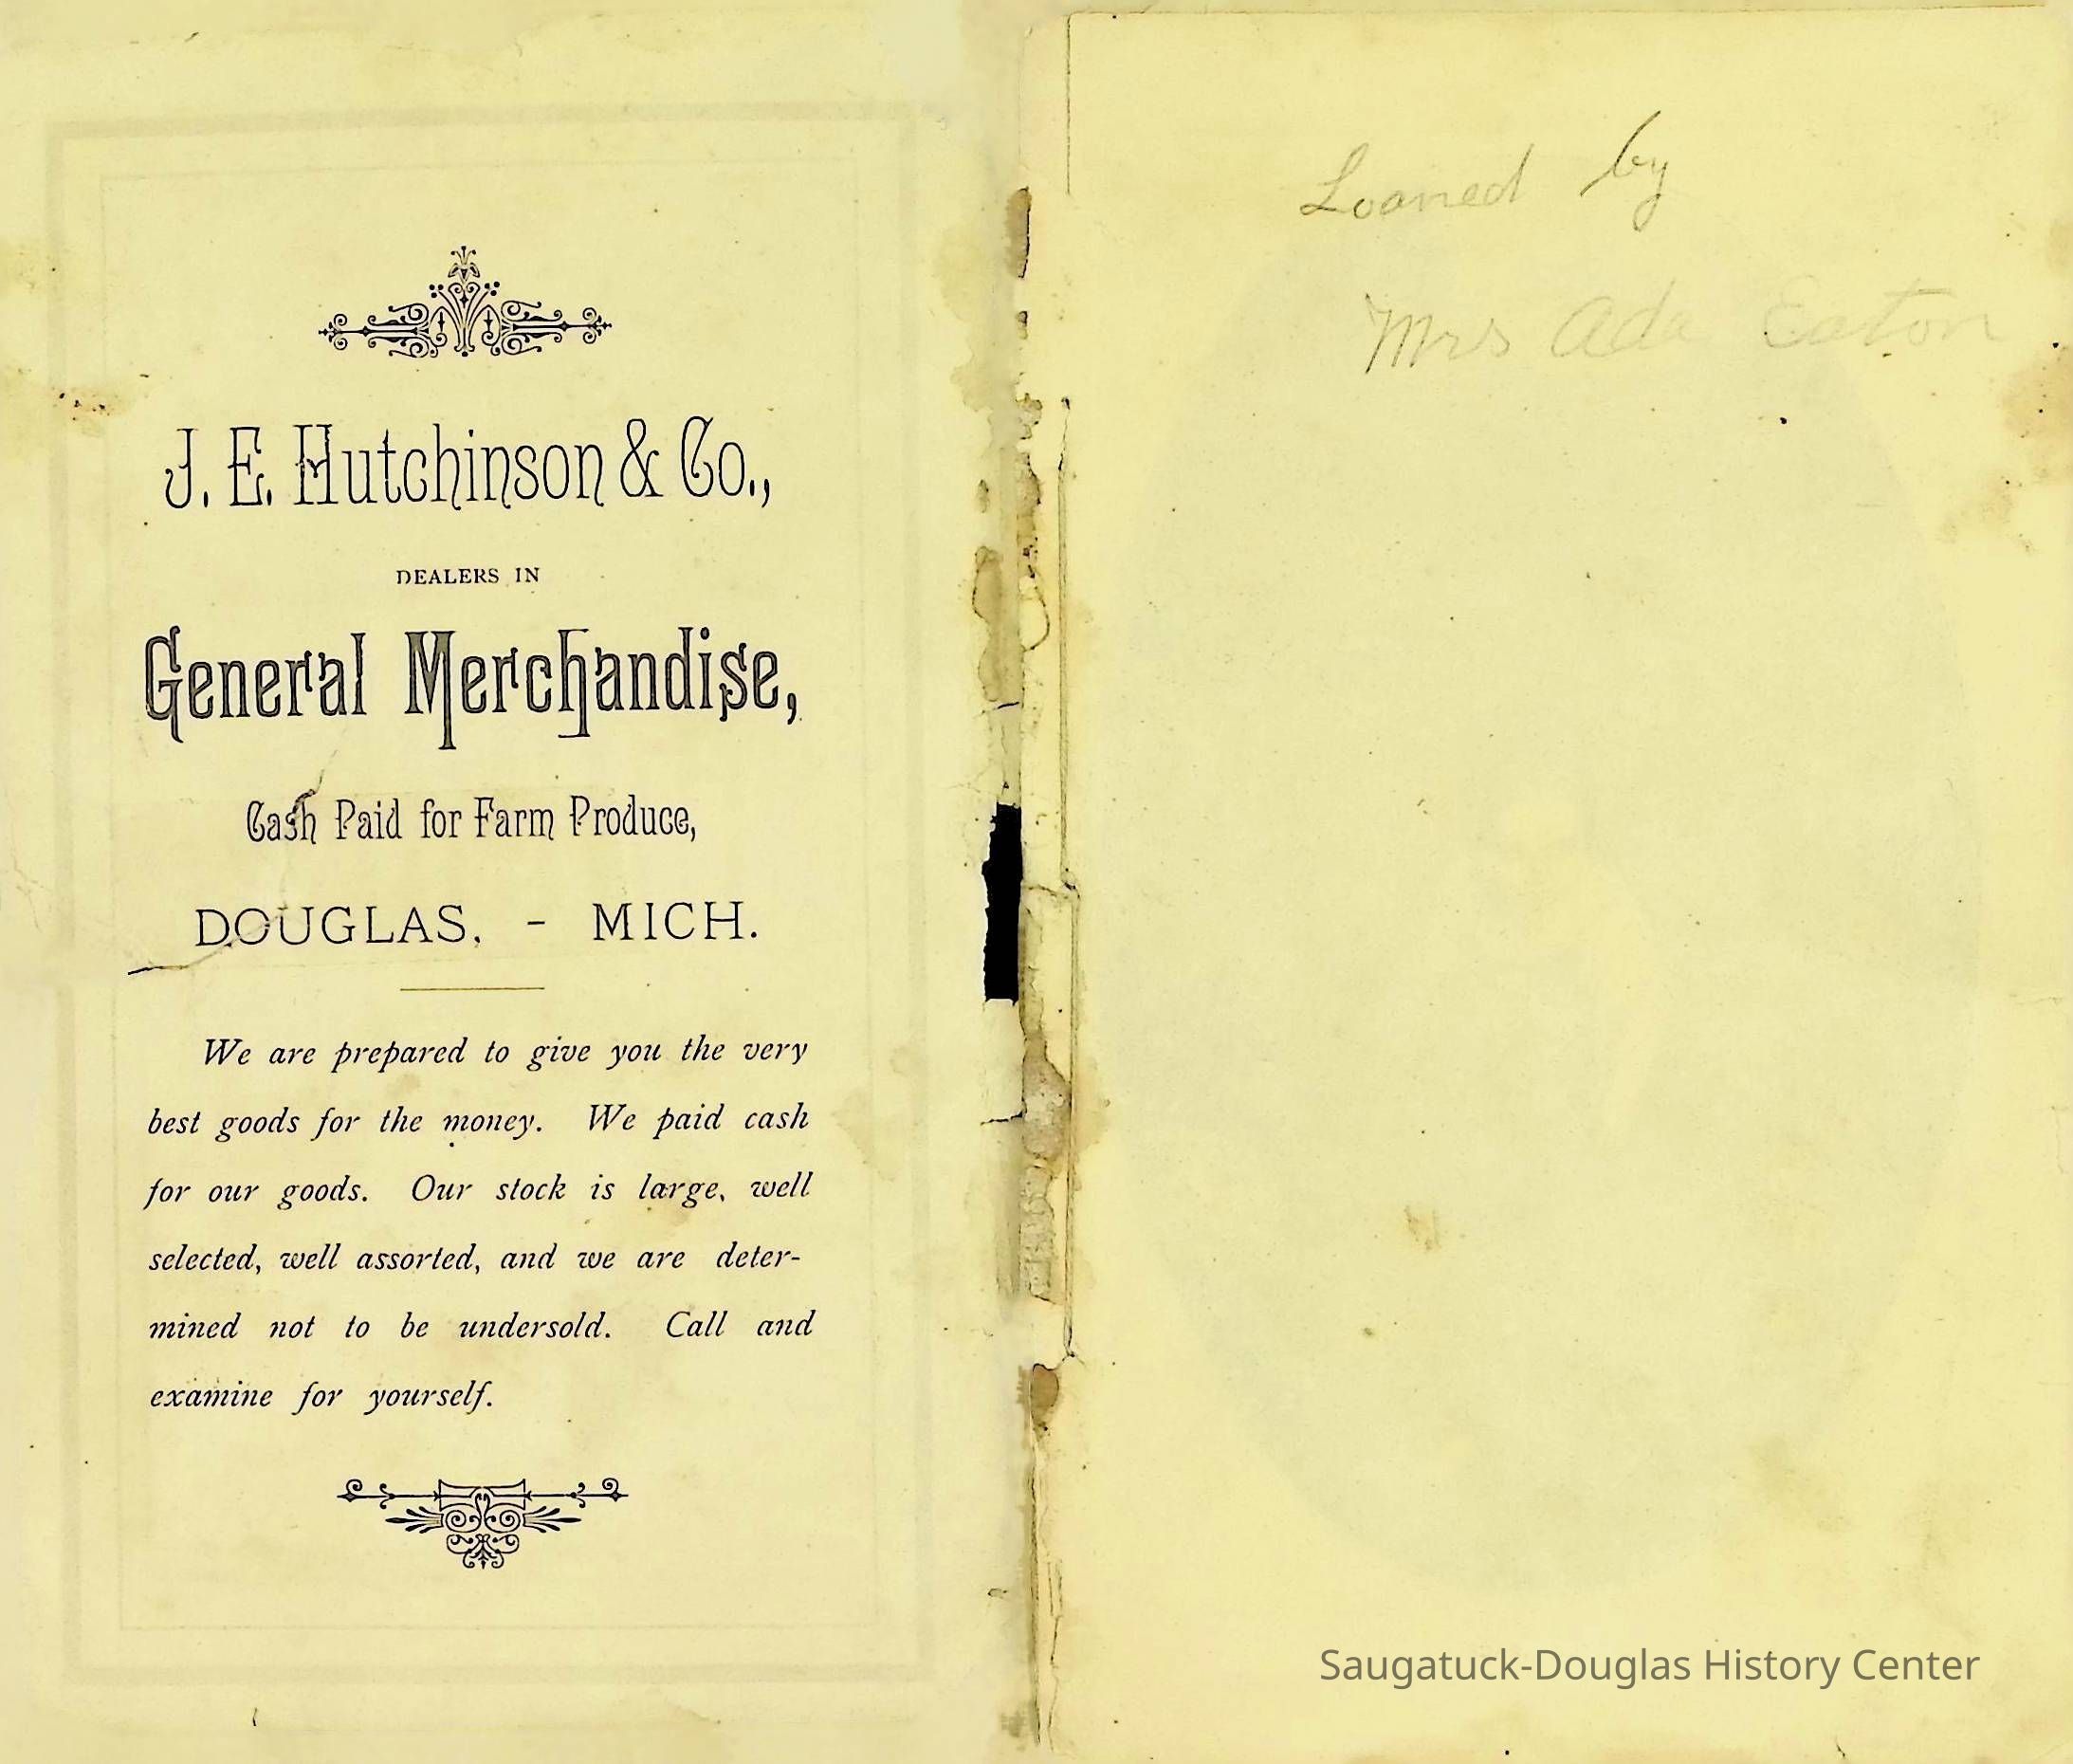 J. E. Hutchinson & Co.,
DEALERS IN
General Merchandise,
Cash Paid for Farm Produce,
DOUGLAS, - MICH.
We are prepared to give you the very
best goods for the money. We paid cash
for our goods. Our stock is large, well
selected, well assorted, and we are deter-
mined not to be undersold. Call and
examine for yourself.
Loaned by
Mrs Ada Eaton
Saugatuck-Douglas History Center